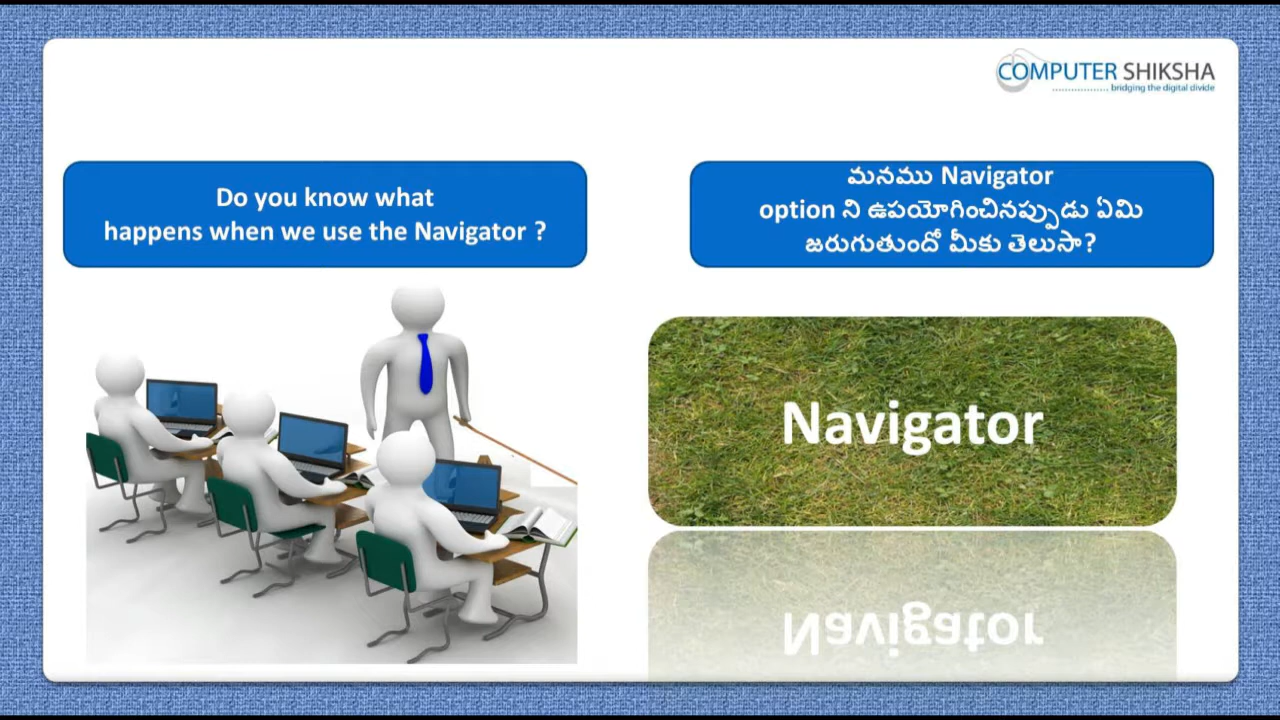 COMPUTER SHIKSHA
bridging the digital divide
Do you know what
happens when we use the Navigator ?
మనము Navigator
option ని ఉపయోగించినప్పుడు ఏమి
జరుగుతుందో మీకు తెలుసా?
Navigator
Navigator